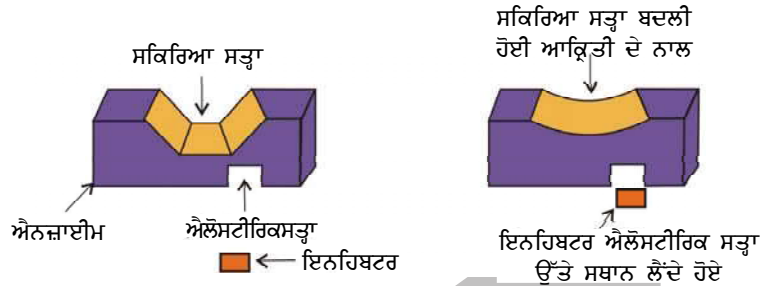 ਸਕਿਰਿਆ ਸਤ੍ਹਾ
ਐਨਜ਼ਾਈਮ
ਐਲੋਸਟੀਰਿਕਸਤ੍ਹਾ
ਇਨਹਿਬਟਰ
ਸਕਿਰਿਆ ਸਤ੍ਹਾ ਬਦਲੀ
ਹੋਈ ਆਕ੍ਰਿਤੀ ਦੇ ਨਾਲ
ਇਨਹਿਬਟਰ ਐਲੋਸਟੀਰਿਕ ਸਤ੍ਹਾ
ਉੱਤੇ ਸਥਾਨ ਲੈਂਦੇ ਹੋਏ